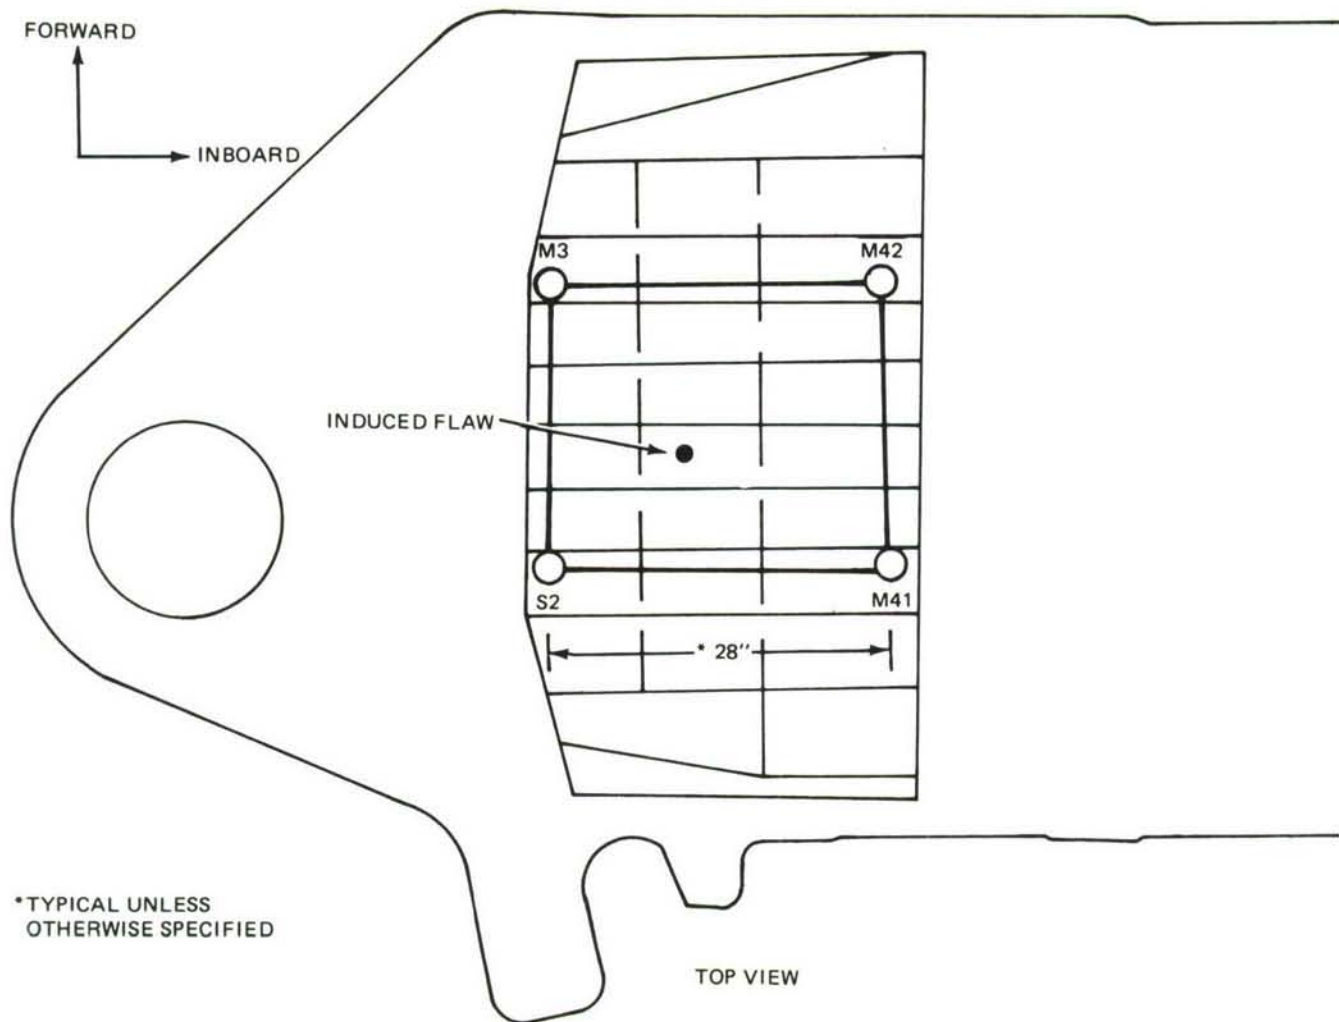 FORWARD
INBOARD
M3
M42
INDUCED FLAW
S2
M41
* 28"
*TYPICAL UNLESS
OTHERWISE SPECIFIED
TOP VIEW